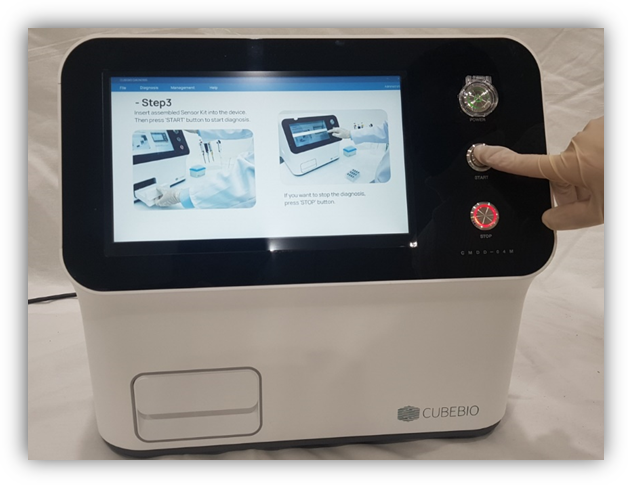 Top Diagnosis Management Help
- Step3
Insert assembled Sensor Kit into the device.
Then press 'START' button to start diagnosis.
If you want to stop the diagnosis,
press 'STOP' button.
POWER
START
STOP
CUBEBIO